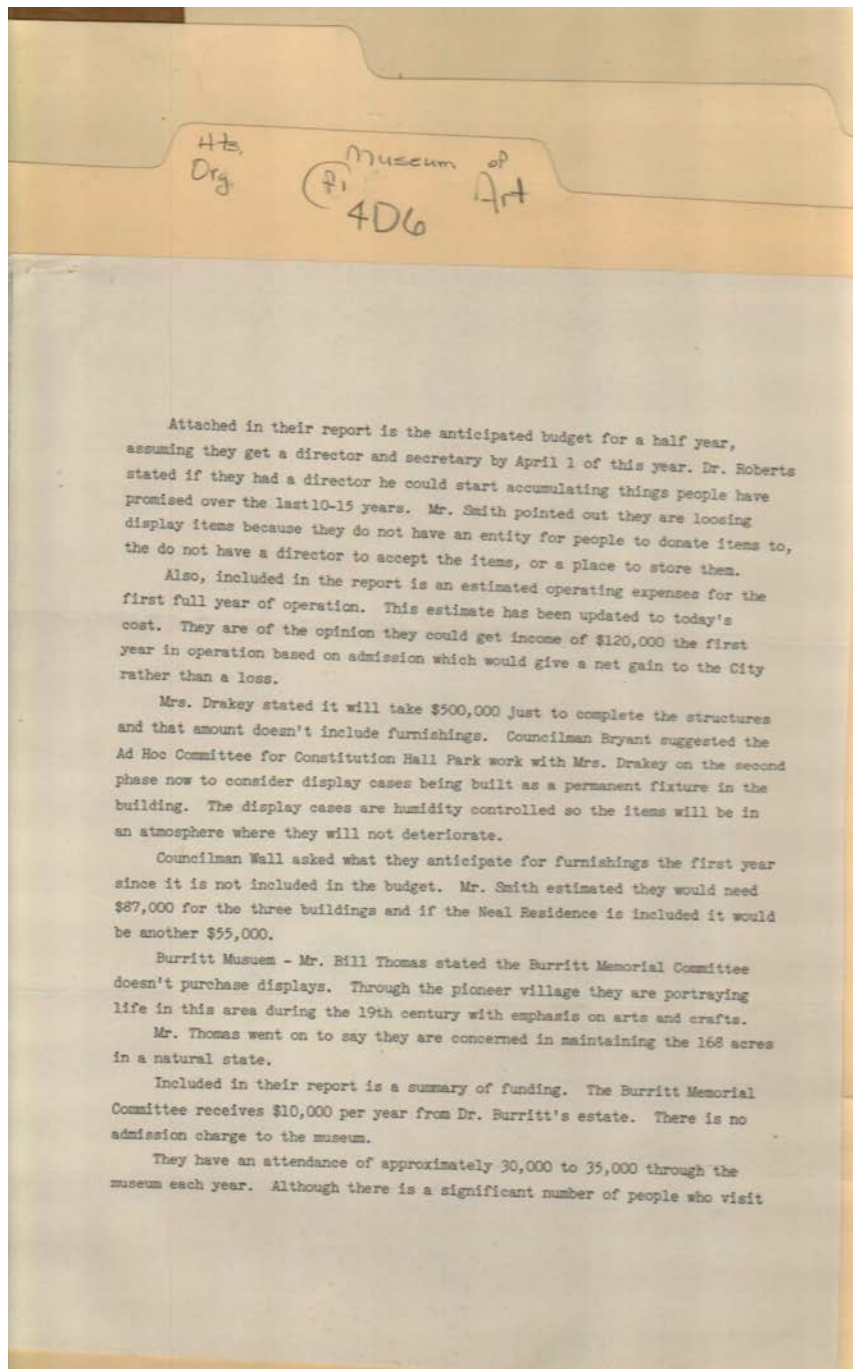 Hts.
Org.
Museum of
Art
4D6
Attached in their report is the anticipated budget for a half year,
assuming they get a director and secretary by April 1 of this year. Dr. Roberts
stated if they had a director he could start accumulating things people have
promised over the last10-15 years. Mr. Smith pointed out they are loosing
display items because they do not have an entity for people to donate items to,
the do not have a director to accept the items, or a place to store them.
Also, included in the report is an estimated operating expenses for the
first full year of operation. This estimate has been updated to today's
cost. They are of the opinion they could get income of $120,000 the first
year in operation based on admission which would give a net gain to the City
rather than a loss.
Mrs. Drakey stated it will take $500,000 just to complete the structures
and that amount doesn't include furnishings. Councilman Bryant suggested the
Ad Hoc Committee for Constitution Hall Park work with Mrs. Drakey on the second
phase now to consider display cases being built as a permanent fixture in the
building. The display cases are humidity controlled so the items will be in
an atmosphere where they will not deteriorate.
Councilman Wall asked what they anticipate for furnishings the first year
since it is not included in the budget. Mr. Smith estimated they would need
$87,000 for the three buildings and if the Neal Residence is included it would
be another $55,000.
Burritt Musuem - Mr. Bill Thomas stated the Burritt Memorial Committee
doesn't purchase displays. Through the pioneer village they are portraying
life in this area during the 19th century with emphasis on arts and crafts.
Mr. Thomas went on to say they are concerned in maintaining the 168 acres
in a natural state.
Included in their report is a summary of funding. The Burritt Memorial
Committee receives $10,000 per year from Dr. Burritt's estate. There is no
admission charge to the museum.
They have an attendance of approximately 30,000 to 35,000 through the
museum each year. Although there is a significant number of people who visit